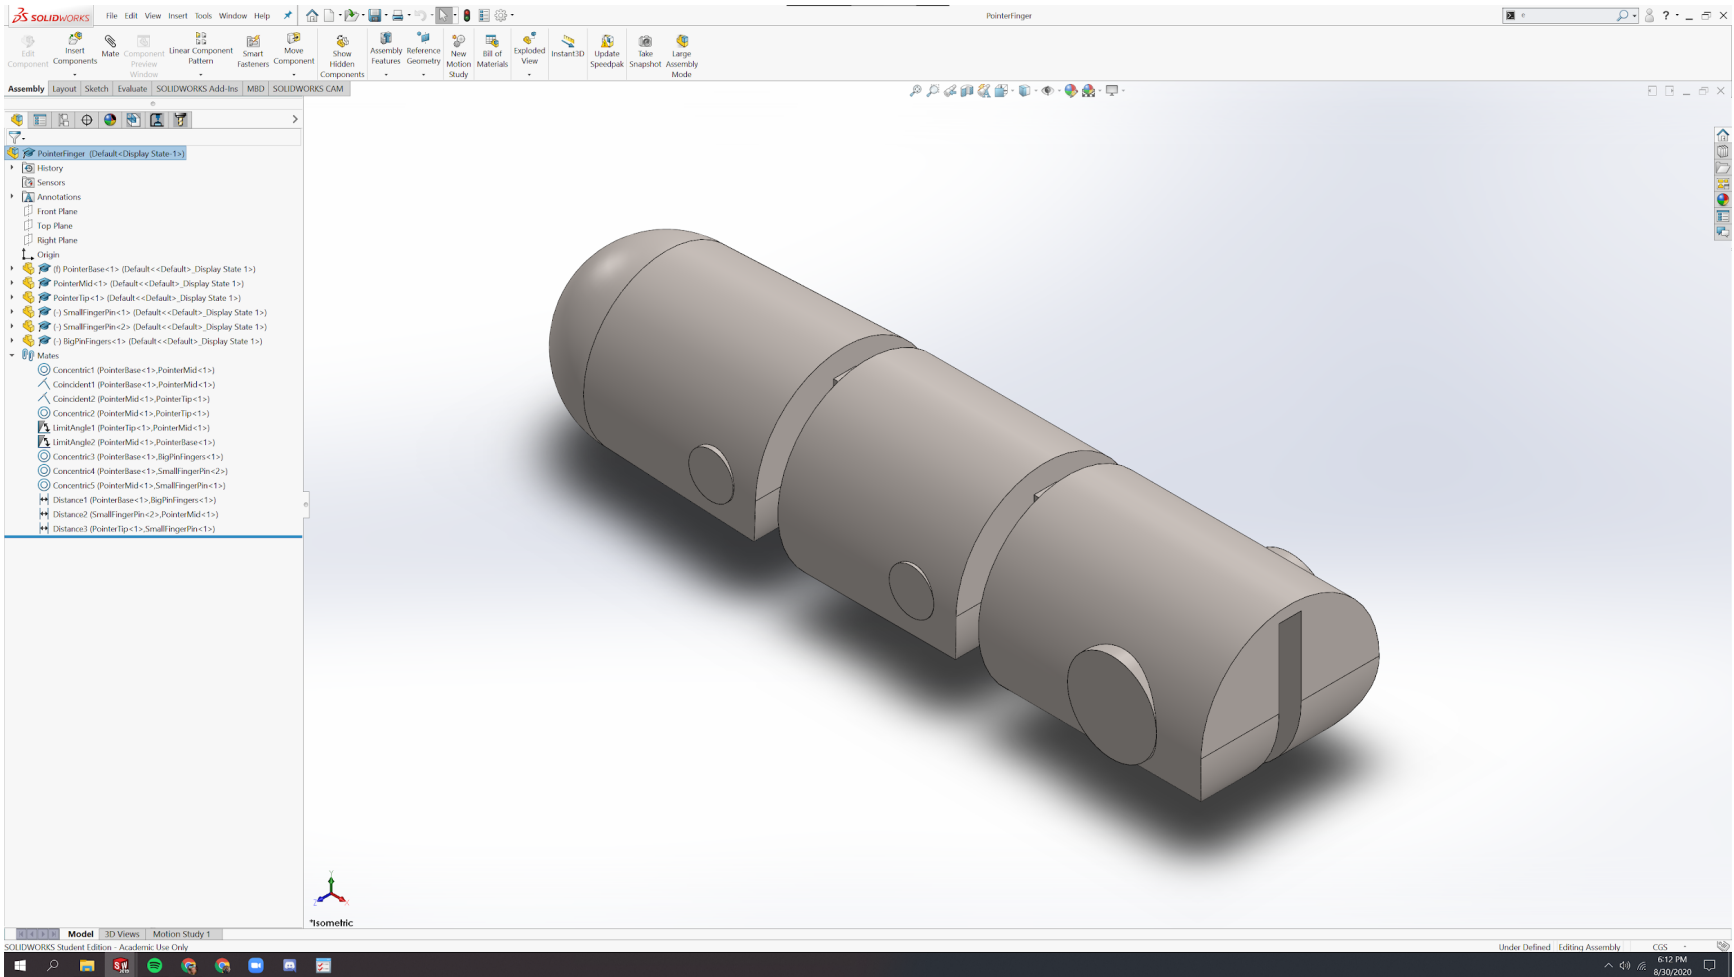 SOLIDWORKS File Edit View Insert Tools Window Help PointerFinger
Edit Component
Insert Components
Mate
Component Preview Window
Linear Component Pattern
Smart Fasteners
Move Component
Show Hidden Components
Assembly Features
Reference Geometry
New Motion Study
Bill of Materials
Exploded View
Instant3D
Update Speedpak
Take Snapshot
Large Assembly Mode
Assembly Layout Sketch Evaluate SOLIDWORKS Add-Ins MBD SOLIDWORKS CAM
PointerFinger (Default<Display State-1>)
History
Sensors
Annotations
Front Plane
Top Plane
Right Plane
Origin
(f) PointerBase<1> (Default<<Default>_Display State 1>)
PointerMid<1> (Default<<Default>_Display State 1>)
PointerTip<1> (Default<<Default>_Display State 1>)
(-) SmallFingerPin<1> (Default<<Default>_Display State 1>)
(-) SmallFingerPin<2> (Default<<Default>_Display State 1>)
(-) BigPinFingers<1> (Default<<Default>_Display State 1>)
Mates
Concentric1 (PointerBase<1>,PointerMid<1>)
Coincident1 (PointerBase<1>,PointerMid<1>)
Coincident2 (PointerMid<1>,PointerTip<1>)
Concentric2 (PointerMid<1>,PointerTip<1>)
LimitAngle1 (PointerTip<1>,PointerMid<1>)
LimitAngle2 (PointerMid<1>,PointerBase<1>)
Concentric3 (PointerBase<1>,BigPinFingers<1>)
Concentric4 (PointerBase<1>,SmallFingerPin<2>)
Concentric5 (PointerMid<1>,SmallFingerPin<1>)
Distance1 (PointerBase<1>,BigPinFingers<1>)
Distance2 (SmallFingerPin<2>,PointerMid<1>)
Distance3 (PointerTip<1>,SmallFingerPin<1>)
*Isometric
Model 3D Views Motion Study 1
SOLIDWORKS Student Edition - Academic Use Only Under Defined Editing Assembly CGS
6:12 PM
8/30/2020